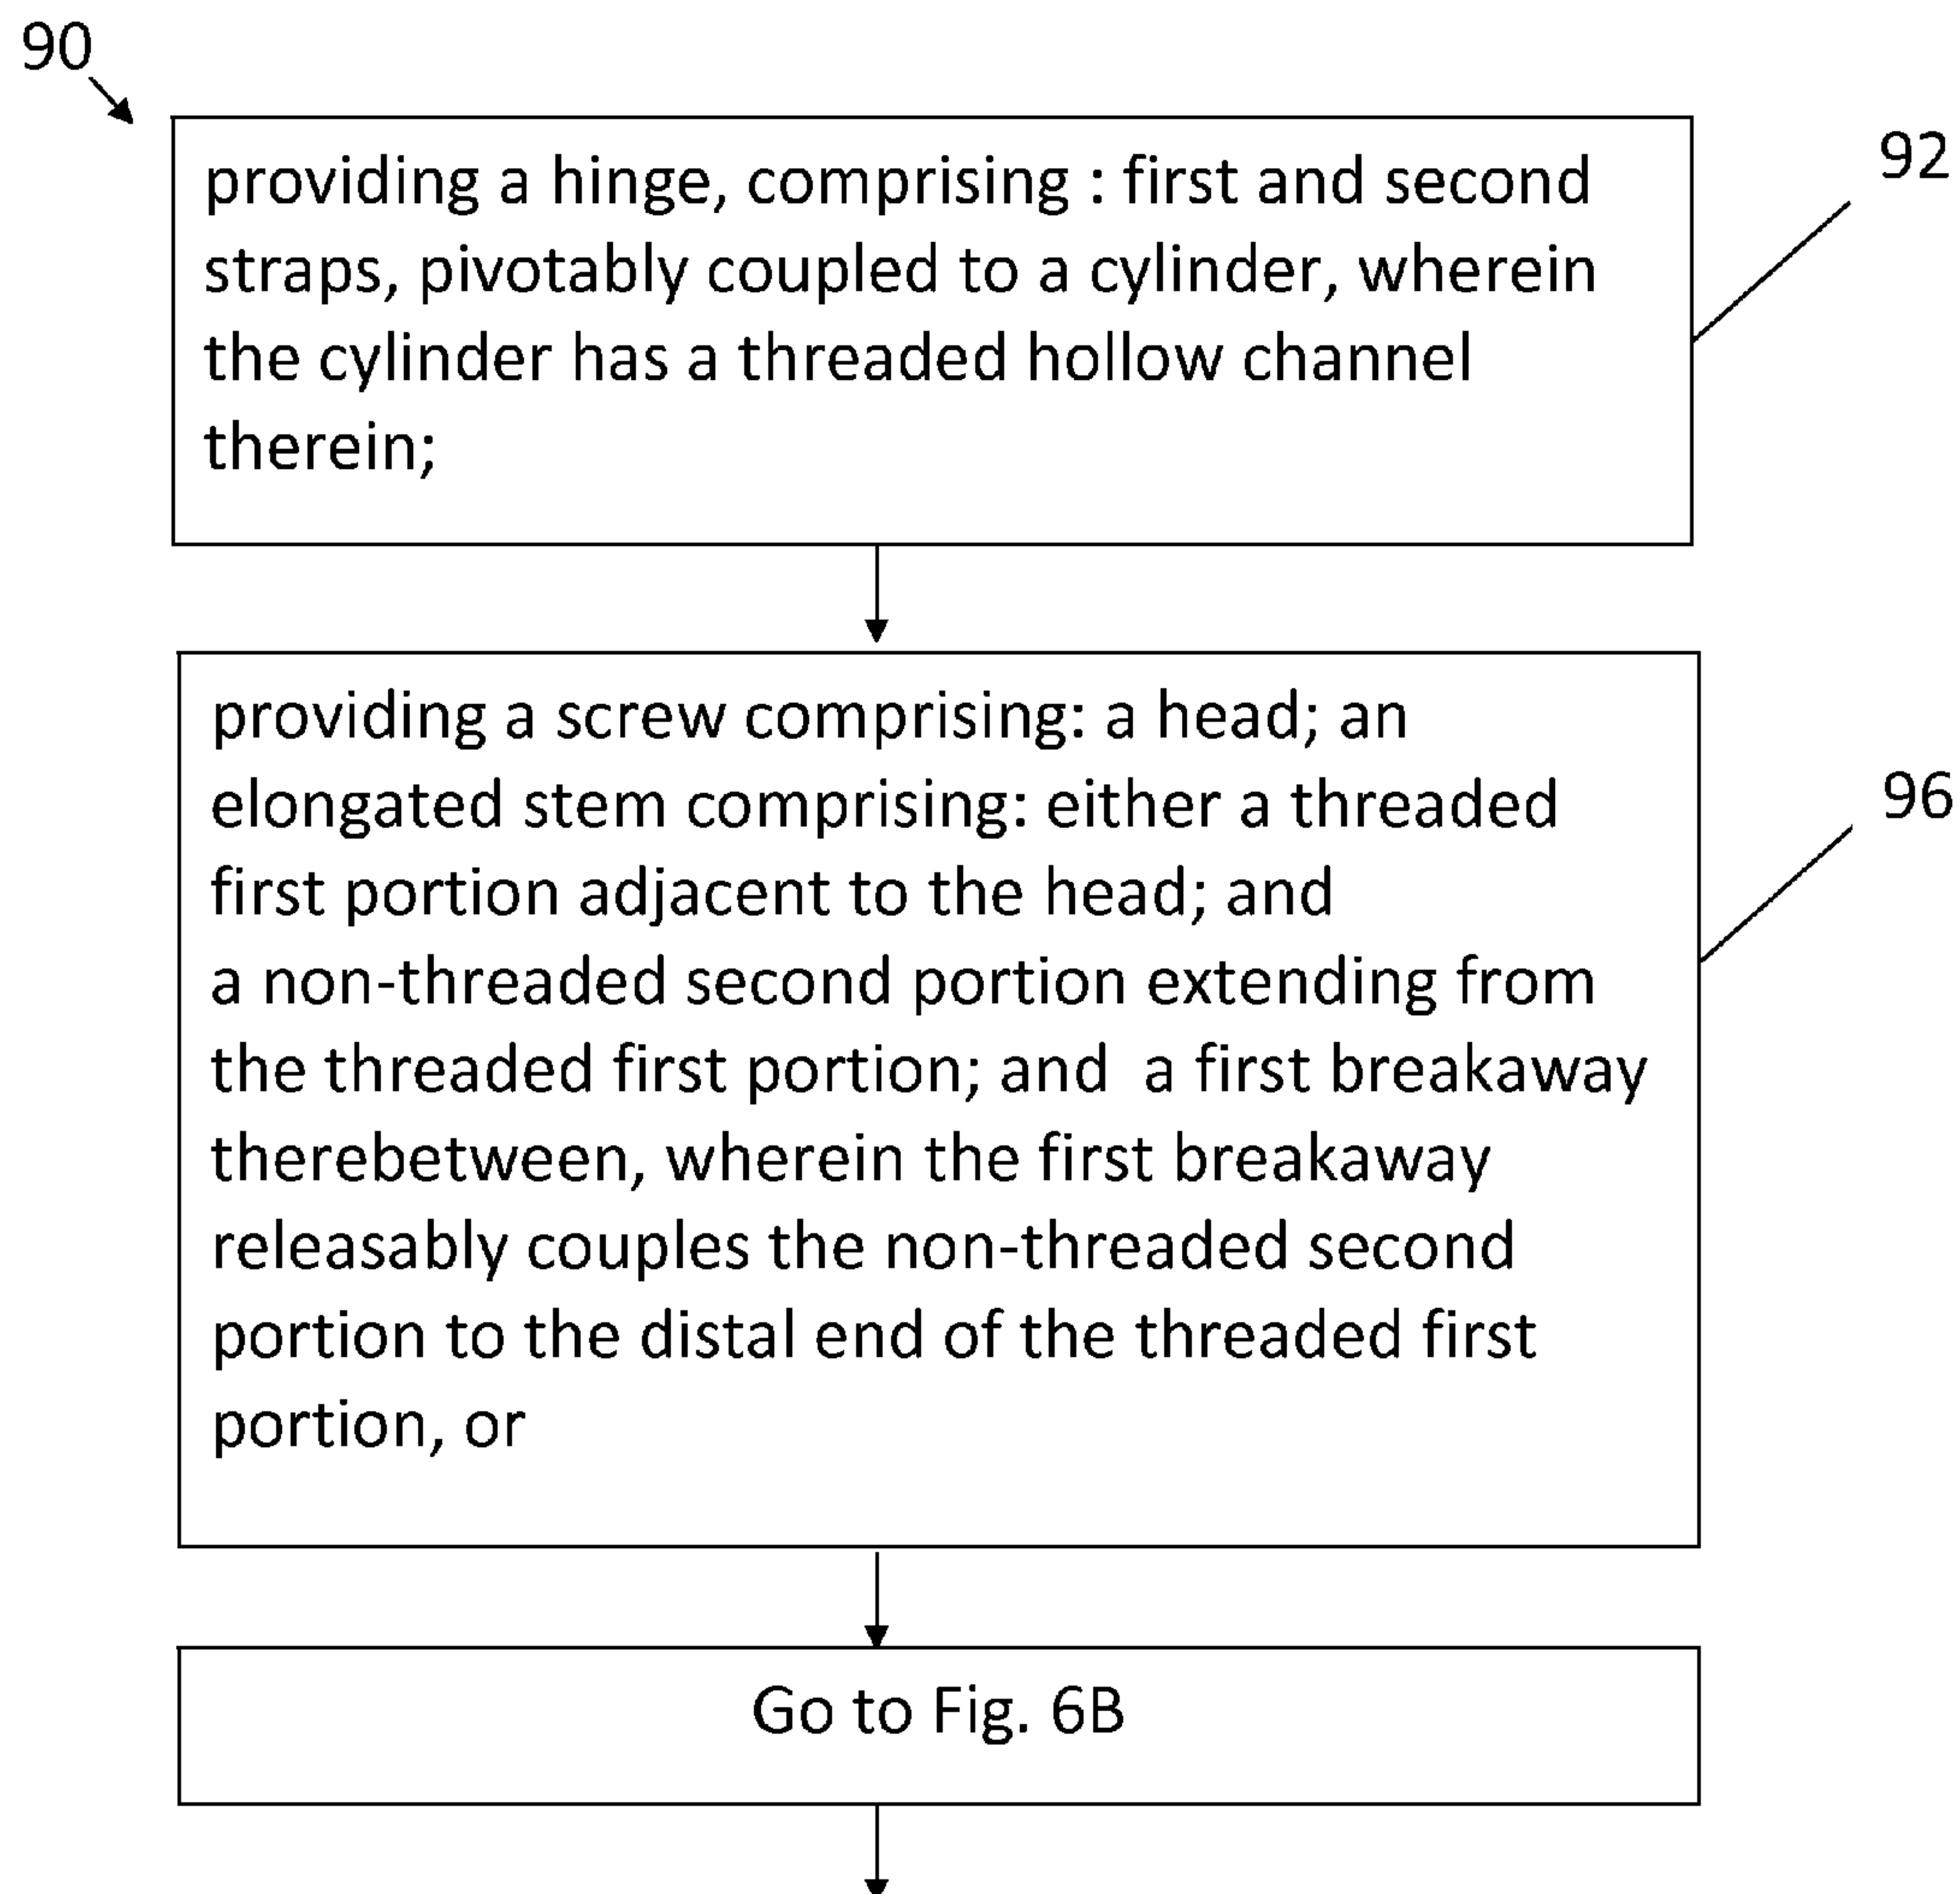 90
providing a hinge, comprising : first and second
straps, pivotably coupled to a cylinder, wherein
the cylinder has a threaded hollow channel
therein;
92
providing a screw comprising: a head; an
elongated stem comprising: either a threaded
first portion adjacent to the head; and
a non-threaded second portion extending from
the threaded first portion; and a first breakaway
therebetween, wherein the first breakaway
releasably couples the non-threaded second
portion to the distal end of the threaded first
portion, or
96
Go to Fig. 6B